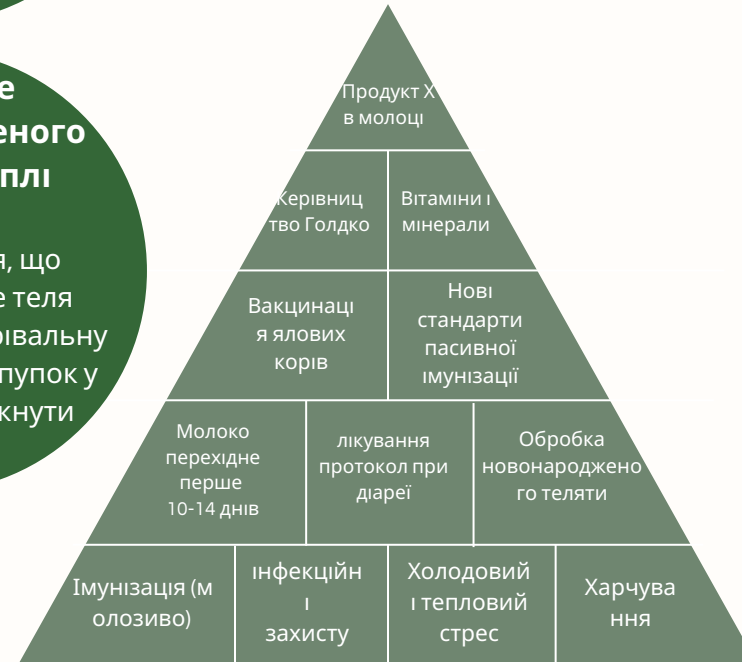 е
еного
плі
я, що
е теля
рівальну
пупок у
кнути
Продукт X
в молоці
Керівниц
тво Голдко
Вітаміни і
мінерали
Вакцинаці
я ялових
корів
Нові
стандарти
пасивної
імунізації
Молоко
перехідне
перше
10-14 днів
лікування
протокол при
діареї
Обробка
новонароджено
го теляти
Імунізація (м
олозиво)
інфекційн
і
захисту
Холодовий
і тепловий
стрес
Харчува
ння